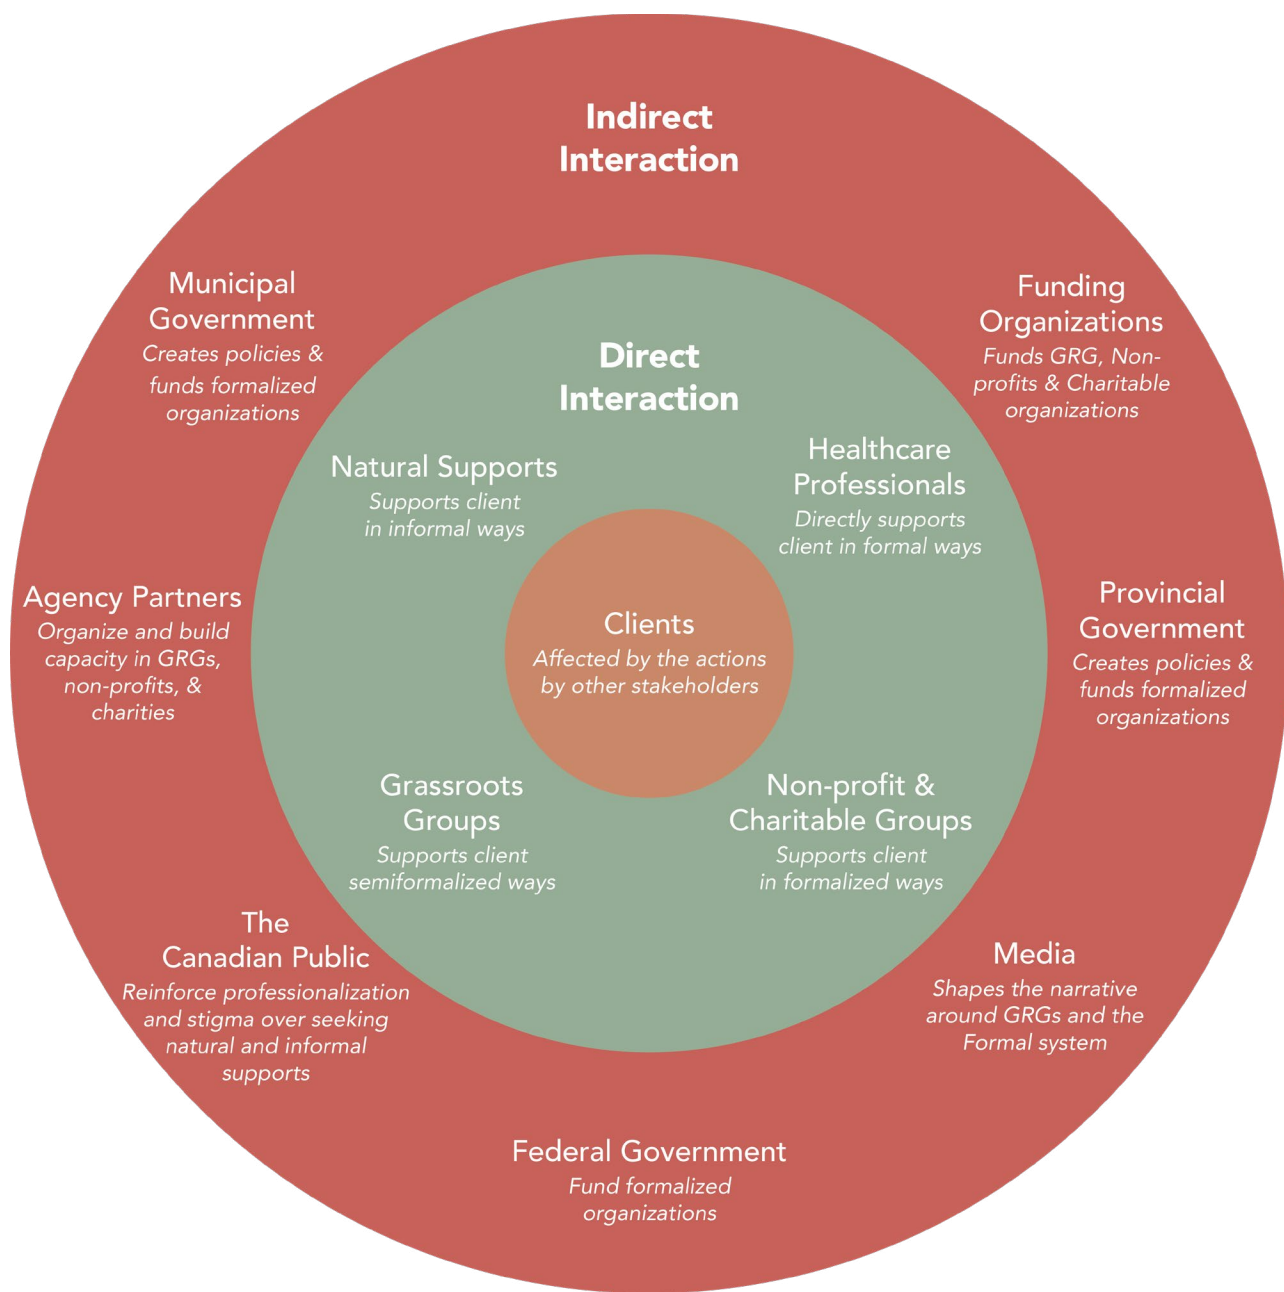 Indirect
Interaction
Municipal
Government
Creates policies &
funds formalized
organizations
Funding
Organizations
Funds GRG, Non-
profits & Charitable
organizations
Direct
Interaction
Natural Supports
Supports client
in informal ways
Healthcare
Professionals
Directly supports
client in formal ways
Agency Partners
Organize and build
capacity in GRGs,
non-profits, &
charities
Clients
Affected by the actions
by other stakeholders
Provincial
Government
Creates policies &
funds formalized
organizations
Grassroots
Groups
Supports client
semiformalized ways
Non-profit &
Charitable Groups
Supports client
in formalized ways
The
Canadian Public
Reinforce professionalization
and stigma over seeking
natural and informal
supports
Media
Shapes the narrative
around GRGs and the
Formal system
Federal Government
Fund formalized
organizations